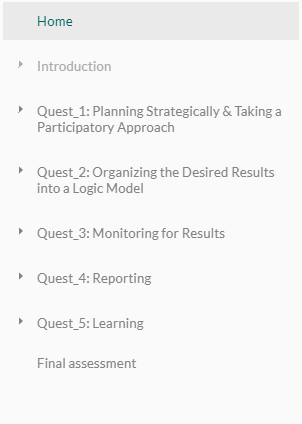 Home
Introduction
Quest_1: Planning Strategically & Taking a
Participatory Approach
Quest_2: Organizing the Desired Results
into a Logic Model
Quest_3: Monitoring for Results
Quest_4: Reporting
Quest_5: Learning
Final assessment